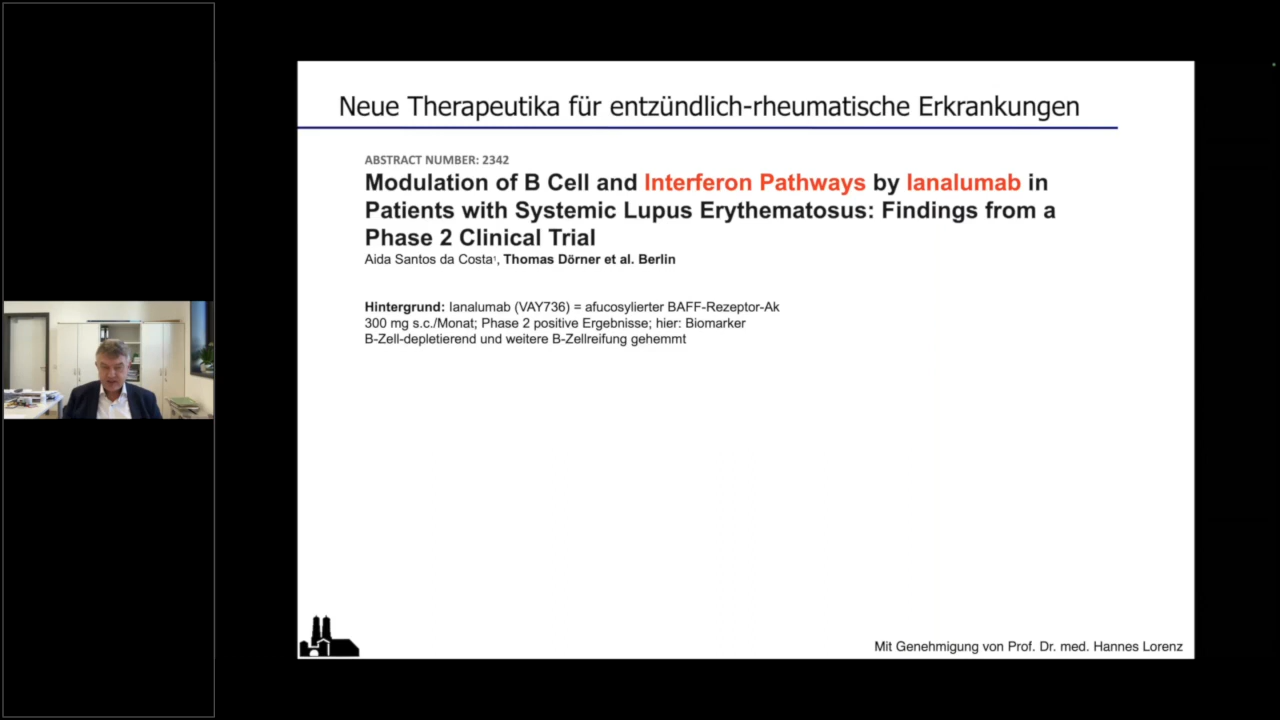 Neue Therapeutika für entzündlich-rheumatische Erkrankungen
ABSTRACT NUMBER: 2342
Modulation of B Cell and Interferon Pathways by Ianalumab in
Patients with Systemic Lupus Erythematosus: Findings from a
Phase 2 Clinical Trial
Aida Santos da Costa¹, Thomas Dörner et al. Berlin
Hintergrund: Ianalumab (VAY736) = afucosylierter BAFF-Rezeptor-Ak
300 mg s.c./Monat; Phase 2 positive Ergebnisse; hier: Biomarker
B-Zell-depletierend und weitere B-Zellreifung gehemmt
Mit Genehmigung von Prof. Dr. med. Hannes Lorenz